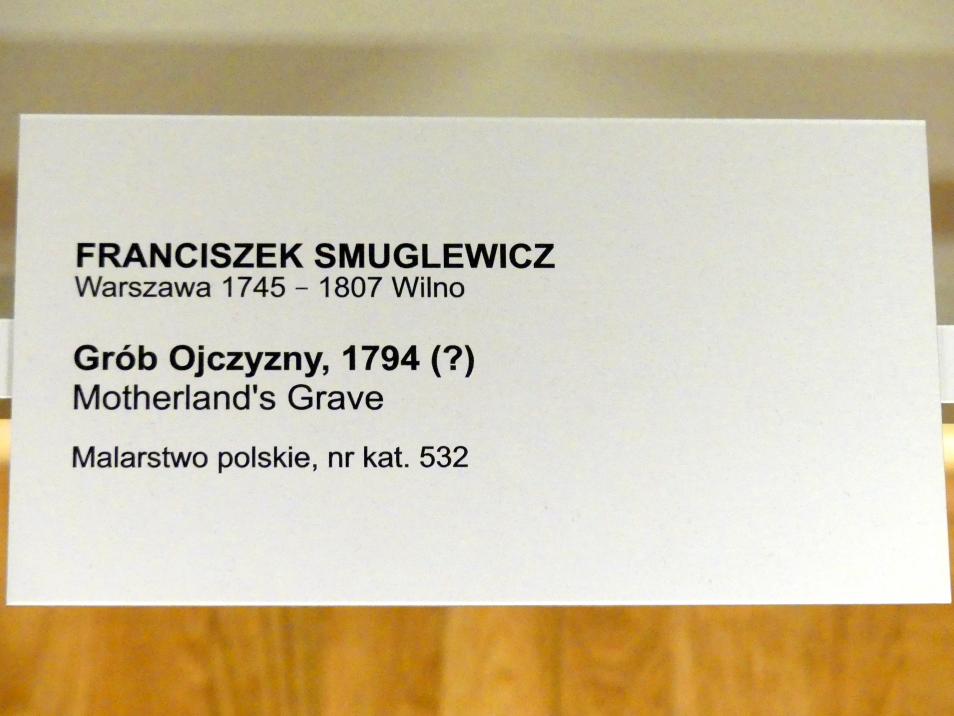 FRANCISZEK SMUGLEWICZ
Warszawa 1745 – 1807 Wilno
Grób Ojczyzny, 1794 (?)
Motherland's Grave
Malarstwo polskie, nr kat. 532